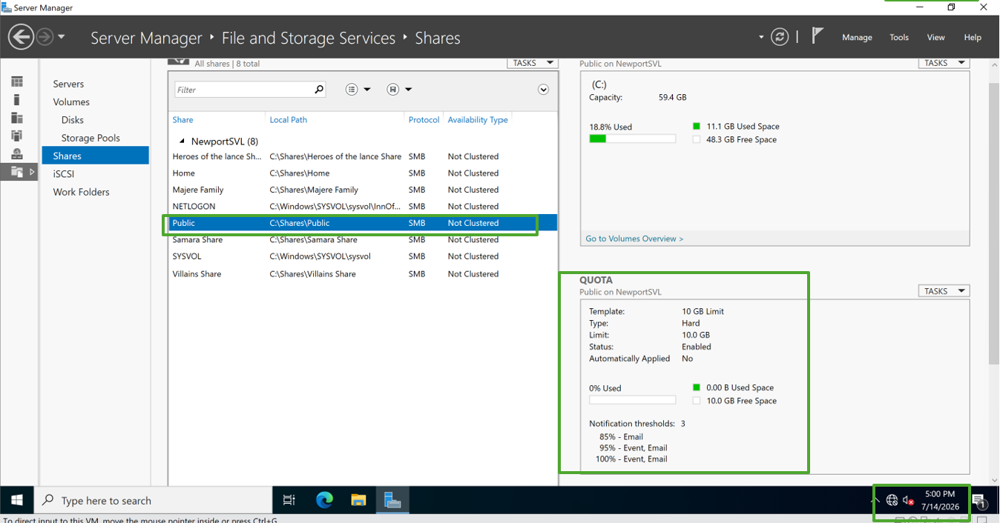 Server Manager
Server Manager ‣ File and Storage Services ‣ Shares
Manage Tools View Help
Servers
Volumes
Disks
Storage Pools
Shares
iSCSI
Work Folders
All shares | 8 total
TASKS
Filter
Share Local Path Protocol Availability Type
NewportSVL (8)
Heroes of the lance Sh... C:\Shares\Heroes of the lance Share SMB Not Clustered
Home C:\Shares\Home SMB Not Clustered
Majere Family C:\Shares\Majere Family SMB Not Clustered
NETLOGON C:\Windows\SYSVOL\sysvol\InnOf... SMB Not Clustered
Public C:\Shares\Public SMB Not Clustered
Samara Share C:\Shares\Samara Share SMB Not Clustered
SYSVOL C:\Windows\SYSVOL\sysvol SMB Not Clustered
Villains Share C:\Shares\Villains Share SMB Not Clustered
Public on NewportSVL
TASKS
(C:)
Capacity: 59.4 GB
18.8% Used
11.1 GB Used Space
48.3 GB Free Space
Go to Volumes Overview >
QUOTA
Public on NewportSVL
TASKS
Template: 10 GB Limit
Type: Hard
Limit: 10.0 GB
Status: Enabled
Automatically Applied No
0% Used
0.00 B Used Space
10.0 GB Free Space
Notification thresholds: 3
85% - Email
95% - Event, Email
100% - Event, Email
Type here to search
5:00 PM
7/14/2026
1
To direct input to this VM, move the mouse pointer inside or press Ctrl+G.